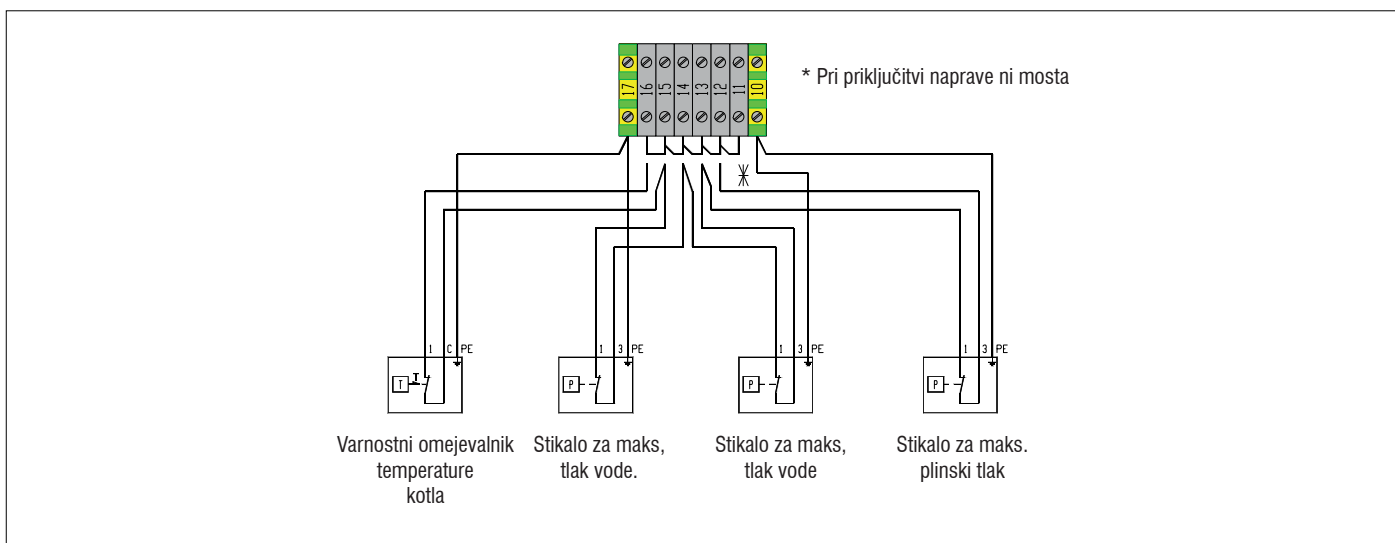 17 16 15 14 13 12 11 10
* Pri priključitvi naprave ni mosta
1 C PE
1 3 PE
1 3 PE
1 3 PE
T
P
P
P
Varnostni omejevalnik
temperature
kotla
Stikalo za maks,
tlak vode.
Stikalo za maks,
tlak vode
Stikalo za maks.
plinski tlak